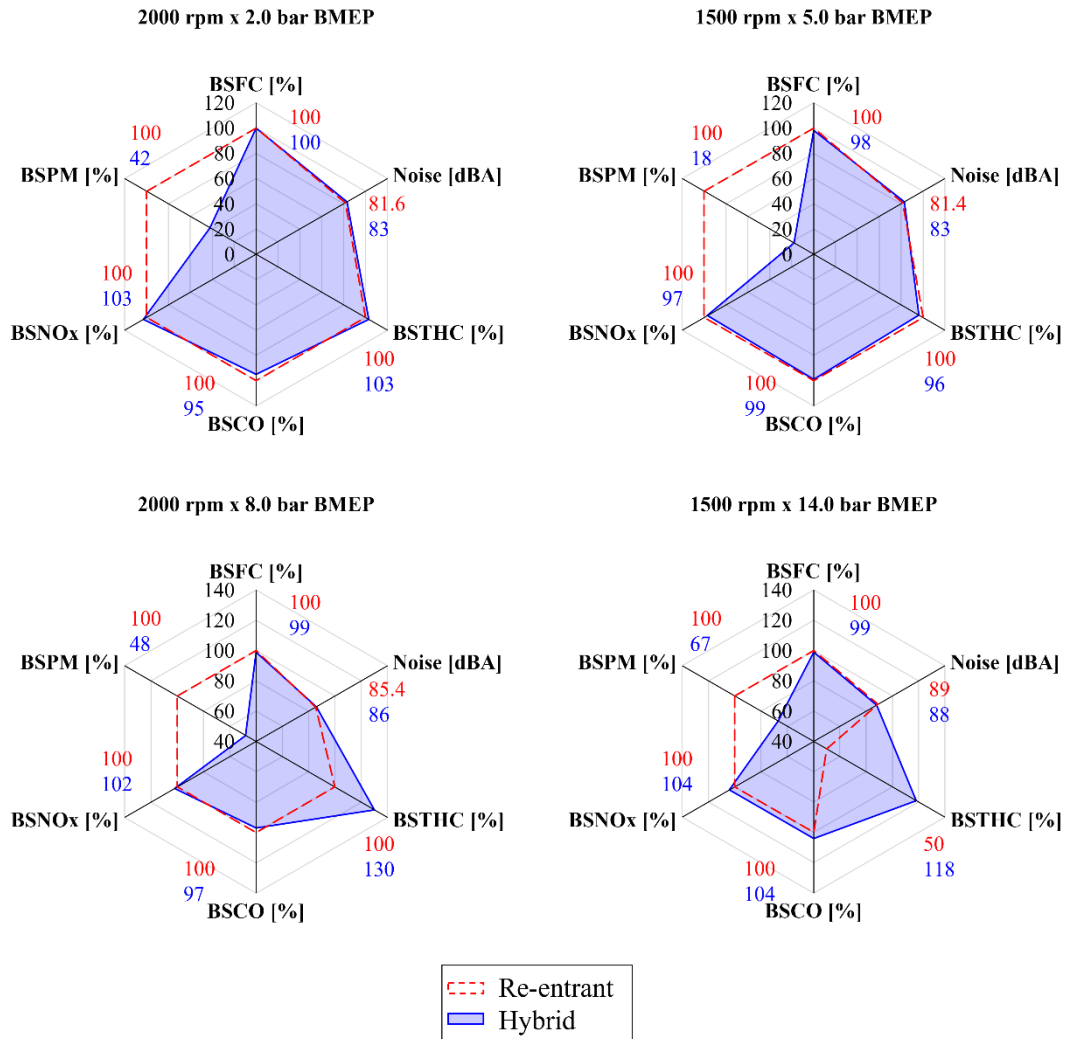 2000 rpm x 2.0 bar BMEP
BSFC [%]
120
100
80
60
40
20
0
100
100
Noise [dBA]
81.6
83
BSTHC [%]
100
103
BSCO [%]
100
95
BSNOx [%]
100
103
BSPM [%]
100
42
1500 rpm x 5.0 bar BMEP
BSFC [%]
120
100
80
60
40
20
0
100
98
Noise [dBA]
81.4
83
BSTHC [%]
100
96
BSCO [%]
100
99
BSNOx [%]
100
97
BSPM [%]
100
18
2000 rpm x 8.0 bar BMEP
BSFC [%]
140
120
100
80
60
40
100
99
Noise [dBA]
85.4
86
BSTHC [%]
100
130
BSCO [%]
100
97
BSNOx [%]
100
102
BSPM [%]
100
48
1500 rpm x 14.0 bar BMEP
BSFC [%]
140
120
100
80
60
40
100
99
Noise [dBA]
89
88
BSTHC [%]
50
118
BSCO [%]
100
104
BSNOx [%]
100
104
BSPM [%]
100
67
Re-entrant
Hybrid